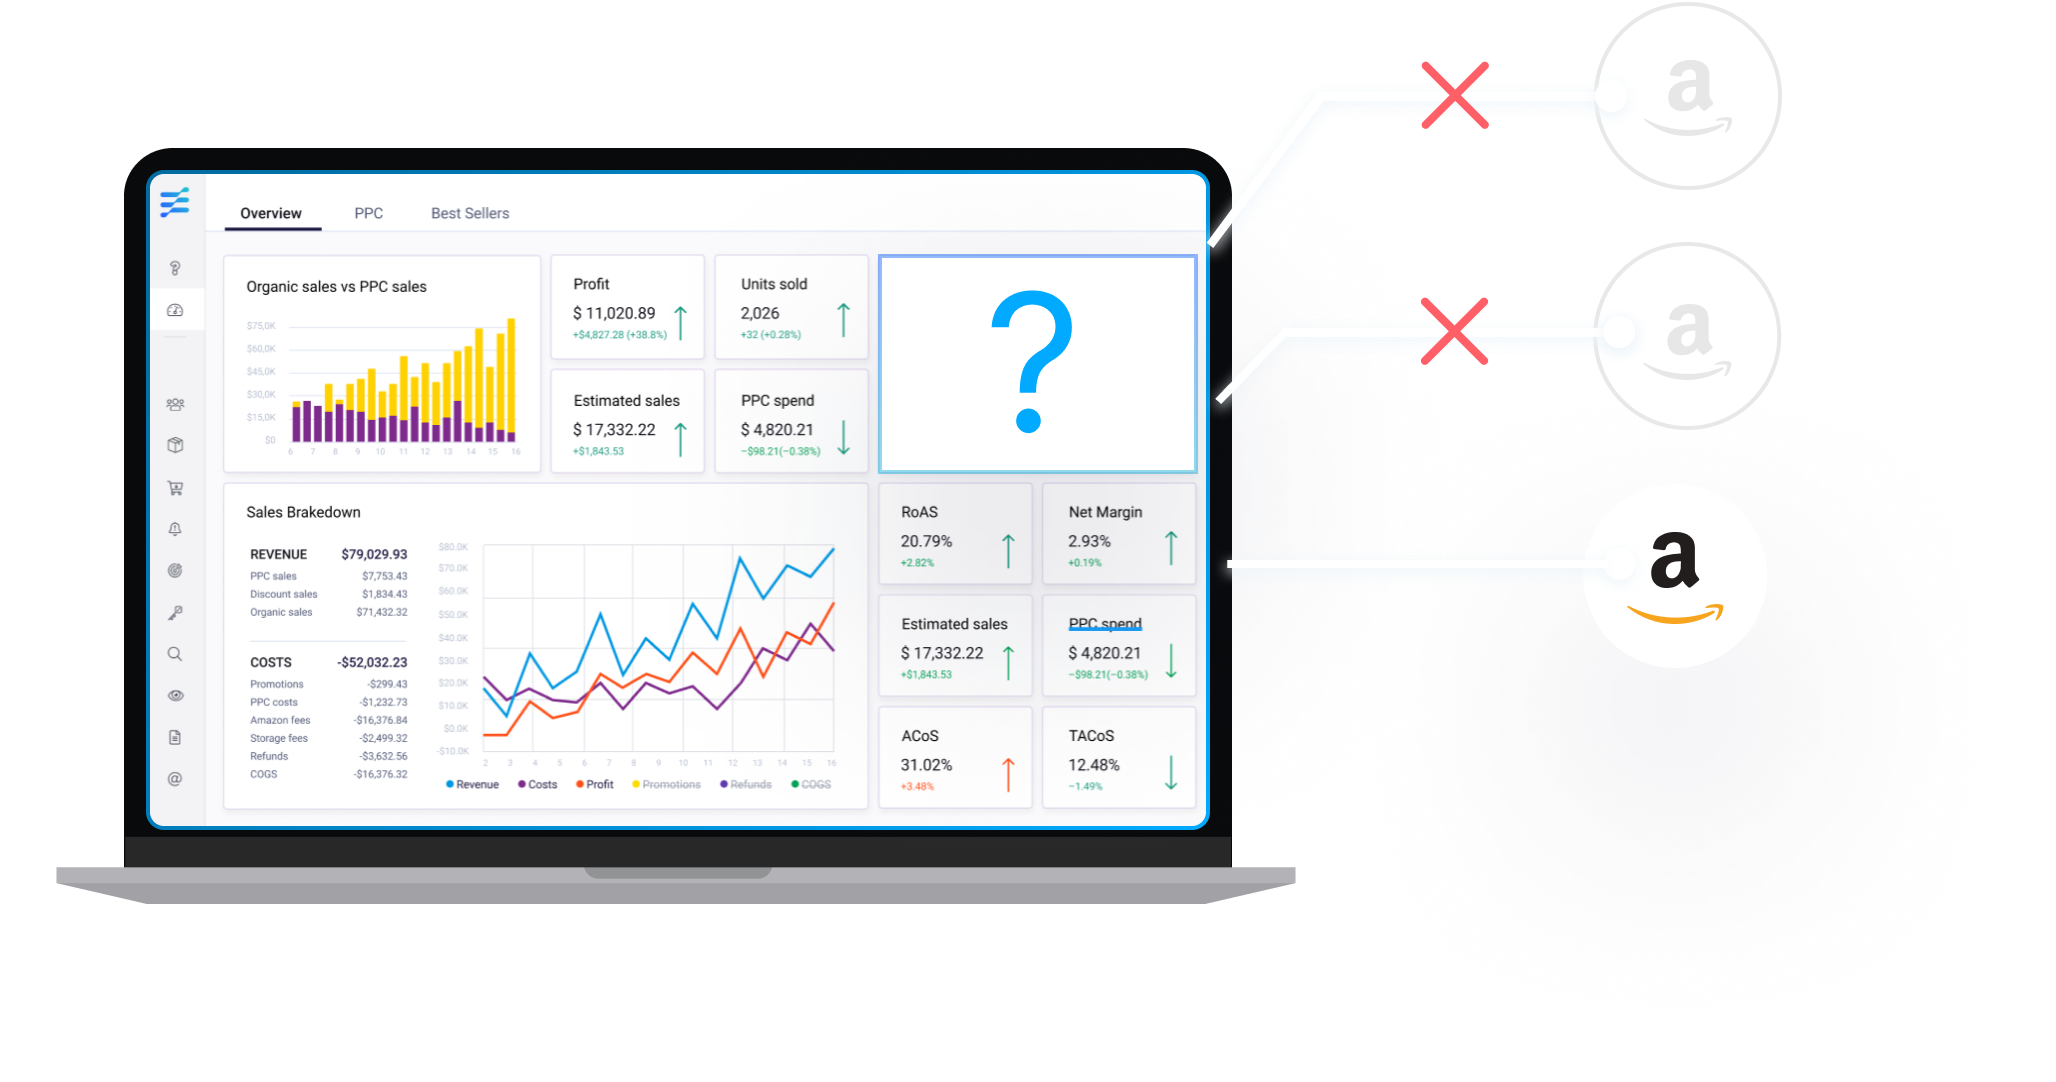 Overview PPC Best Sellers
Organic sales vs PPC sales
$75,0K
$60,0K
$45,0K
$30,0K
$15,0K
$0
6 7 8 9 10 11 12 13 14 15 16
Profit
$ 11,020.89
+$4,827.28 (+38.8%)
Units sold
2,026
+32 (+0.28%)
Estimated sales
$ 17,332.22
+$1,843.53
PPC spend
$ 4,820.21
−$98.21(−0.38%)
?
Sales Brakedown
REVENUE $79,029.93
PPC sales $7,753.43
Discount sales $1,834.43
Organic sales $71,432.32
COSTS -$52,032.23
Promotions -$299.43
PPC costs -$1,232.73
Amazon fees -$16,376.84
Storage fees -$2,499.32
Refunds -$3,632.56
COGS -$16,376.32
$80.0K
$70.0K
$60.0K
$50.0K
$40.0K
$30.0K
$20.0K
$10.0K
$0.0K
-$10.0K
2 3 4 5 6 7 8 9 10 11 12 13 14 15 16
Revenue Costs Profit Promotions Refunds COGS
RoAS
20.79%
+2.82%
Net Margin
2.93%
+0.19%
Estimated sales
$ 17,332.22
+$1,843.53
PPC spend
$ 4,820.21
−$98.21(−0.38%)
ACoS
31.02%
+3.48%
TACoS
12.48%
−1.49%
a
a
a